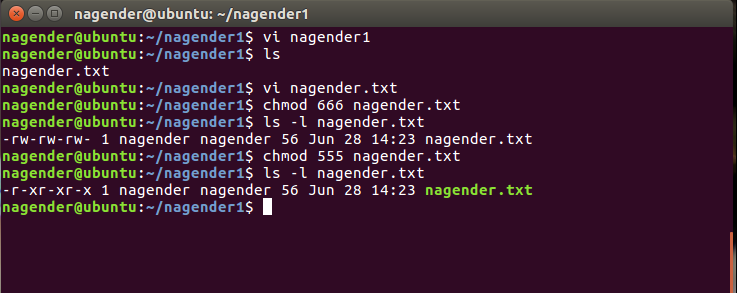 nagender@ubuntu: ~/nagender1
nagender@ubuntu:~/nagender1$ vi nagender1
nagender@ubuntu:~/nagender1$ ls
nagender.txt
nagender@ubuntu:~/nagender1$ vi nagender.txt
nagender@ubuntu:~/nagender1$ chmod 666 nagender.txt
nagender@ubuntu:~/nagender1$ ls -l nagender.txt
-rw-rw-rw- 1 nagender nagender 56 Jun 28 14:23 nagender.txt
nagender@ubuntu:~/nagender1$ chmod 555 nagender.txt
nagender@ubuntu:~/nagender1$ ls -l nagender.txt
-r-xr-xr-x 1 nagender nagender 56 Jun 28 14:23 nagender.txt
nagender@ubuntu:~/nagender1$